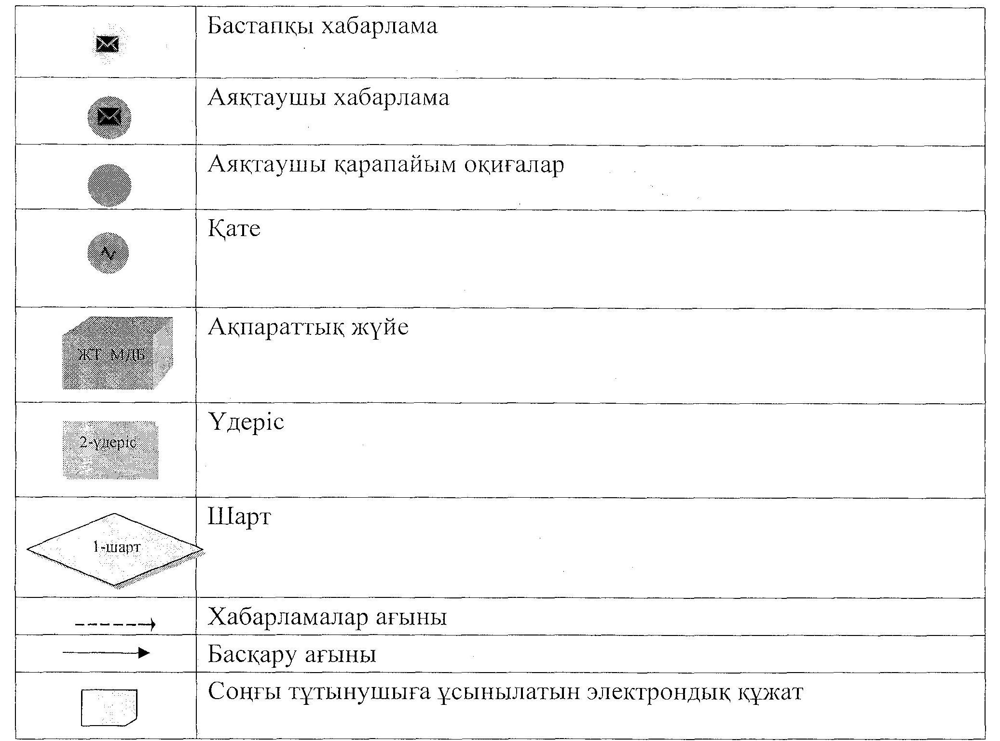 Бастапқы хабарлама
Аяқтаушы хабарлама
Аяқтаушы қарапайым оқиғалар
Қате
ЖТ МДБ
Ақпараттық жүйе
2-үдеріс
Үдеріс
1-шарт
Шарт
Хабарламалар ағыны
Басқару ағыны
Соңғы тұтынушыға ұсынылатын электрондық құжат